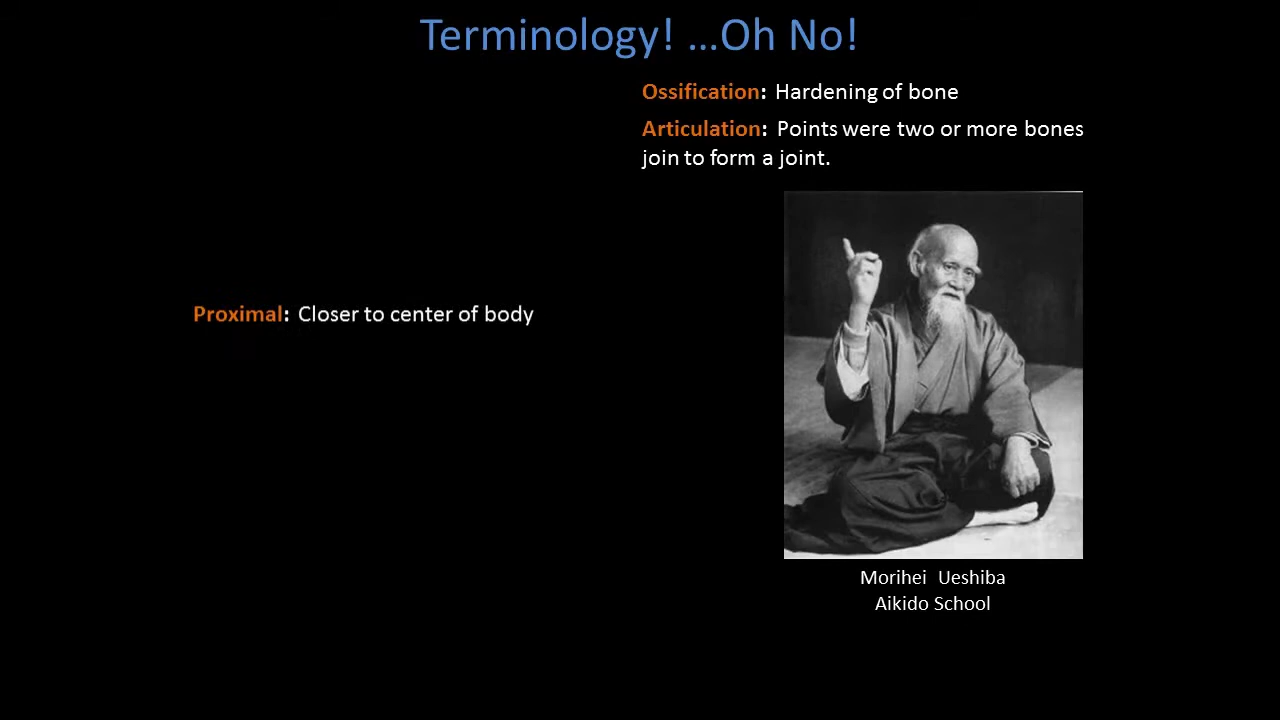 Terminology! ...Oh No!
Ossification: Hardening of bone
Articulation: Points were two or more bones
join to form a joint.
Proximal: Closer to center of body
Morihei Ueshiba
Aikido School